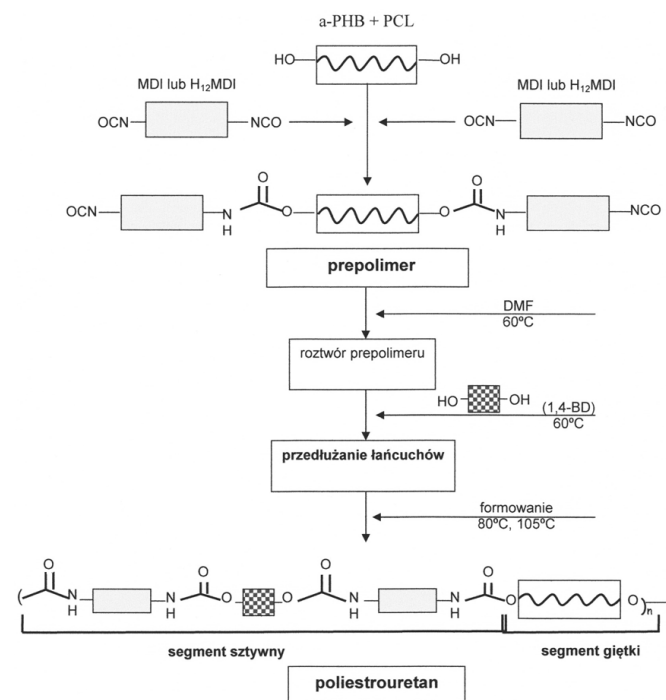 a-PHB + PCL
HO OH
MDI lub H₁₂MDI MDI lub H₁₂MDI
OCN NCO OCN NCO
O O
OCN N O O N NCO
H H
prepolimer
DMF
60ºC
roztwór prepolimeru
HO OH (1,4-BD)
60ºC
przedłużanie łańcuchów
formowanie
80ºC, 105ºC
O O O O
( N N O O N N O O )n
H H H H
segment sztywny segment giętki
poliestrouretan